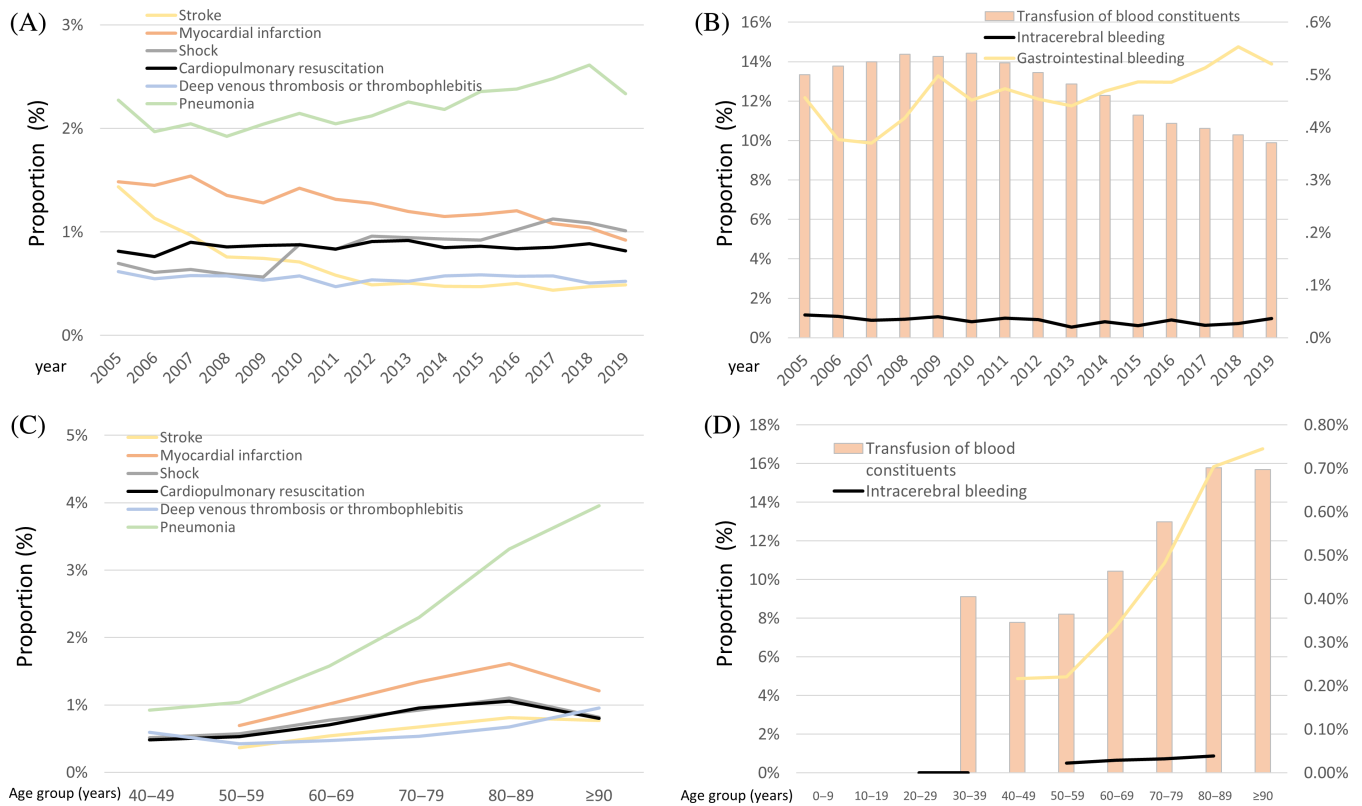 (A)
Stroke
Myocardial infarction
Shock
Cardiopulmonary resuscitation
Deep venous thrombosis or thrombophlebitis
Pneumonia
Proportion (%)
3%
2%
1%
0%
year
2005 2006 2007 2008 2009 2010 2011 2012 2013 2014 2015 2016 2017 2018 2019
(B)
Transfusion of blood constituents
Intracerebral bleeding
Gastrointestinal bleeding
Proportion (%)
16%
14%
12%
10%
8%
6%
4%
2%
0%
.6%
.5%
.4%
.3%
.2%
.1%
.0%
year
2005 2006 2007 2008 2009 2010 2011 2012 2013 2014 2015 2016 2017 2018 2019
(C)
Stroke
Myocardial infarction
Shock
Cardiopulmonary resuscitation
Deep venous thrombosis or thrombophlebitis
Pneumonia
Proportion (%)
5%
4%
3%
2%
1%
0%
Age group (years) 40–49 50–59 60–69 70–79 80–89 ≥90
(D)
Transfusion of blood
constituents
Intracerebral bleeding
Proportion (%)
18%
16%
14%
12%
10%
8%
6%
4%
2%
0%
0.80%
0.70%
0.60%
0.50%
0.40%
0.30%
0.20%
0.10%
0.00%
Age group (years) 0–9 10–19 20–29 30–39 40–49 50–59 60–69 70–79 80–89 ≥90